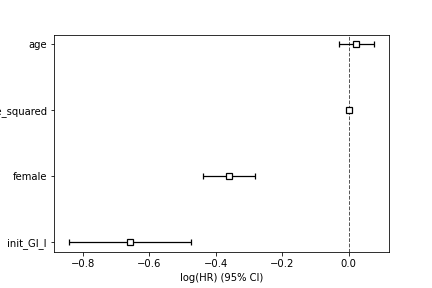 age
e_squared
female
init_GI_I
−0.8
−0.6
−0.4
−0.2
0.0
log(HR) (95% CI)